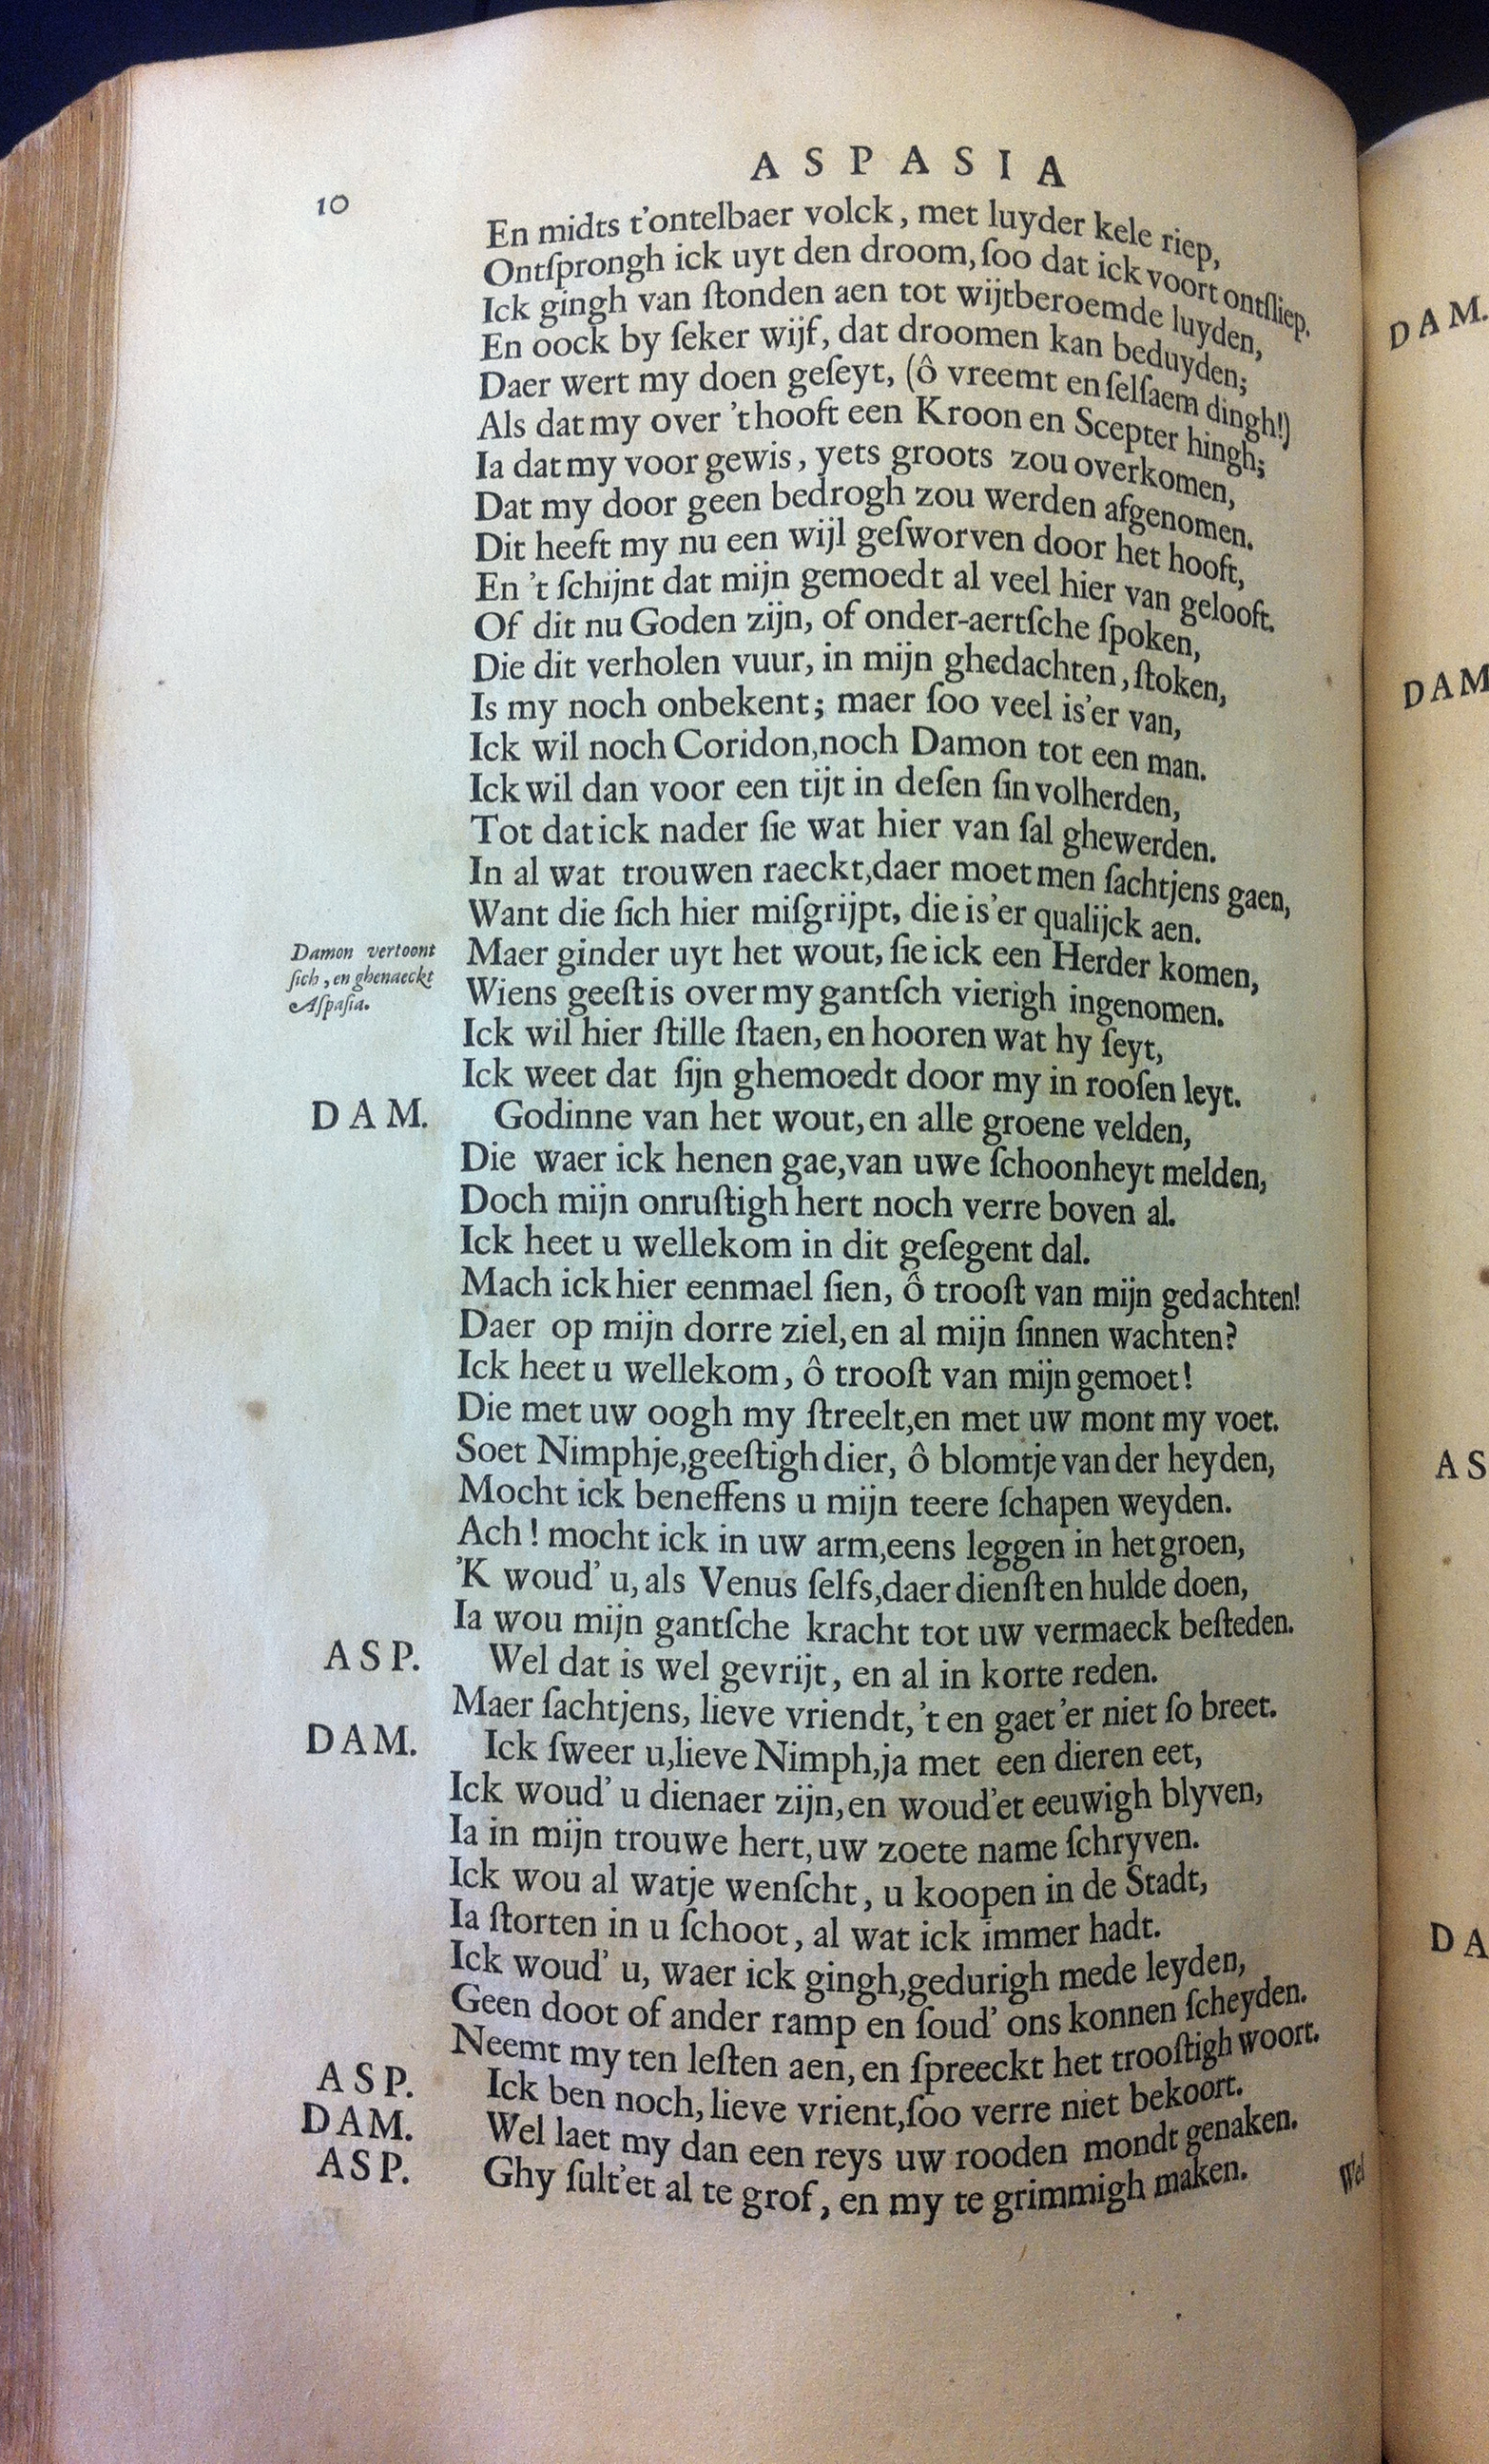 ASPASIA
10
En midts t'ontelbaer volck, met luyder kele riep,
Ontſprongh ick uyt den droom, ſoo dat ick voort ontſliep.
Ick gingh van ſtonden aen tot wijtberoemde luyden,
En oock by ſeker wijf, dat droomen kan beduyden;
Daer wert my doen geſeyt, (ô vreemt en ſelſaem dingh!)
Als dat my over 't hooft een Kroon en Scepter hingh;
Ia dat my voor gewis, yets groots zou overkomen,
Dat my door geen bedrogh zou werden afgenomen.
Dit heeft my nu een wijl geſworven door het hooft,
En 't ſchijnt dat mijn gemoedt al veel hier van gelooft.
Of dit nu Goden zijn, of onder-aertſche ſpoken,
Die dit verholen vuur, in mijn ghedachten, ſtoken,
Is my noch onbekent; maer ſoo veel is'er van,
Ick wil noch Coridon, noch Damon tot een man.
Ick wil dan voor een tijt in deſen ſin volherden,
Tot dat ick nader ſie wat hier van ſal ghewerden.
In al wat trouwen raeckt, daer moet men ſachtjens gaen,
Want die ſich hier miſgrijpt, die is'er qualijck aen.
Damon vertoont
ſich, en ghenaeckt
Aſpaſia.
Maer ginder uyt het wout, ſie ick een Herder komen,
Wiens geeſt is over my gantſch vierigh ingenomen.
Ick wil hier ſtille ſtaen, en hooren wat hy ſeyt,
Ick weet dat ſijn ghemoedt door my in rooſen leyt.
DAM. Godinne van het wout, en alle groene velden,
Die waer ick henen gae, van uwe ſchoonheyt melden,
Doch mijn onruſtigh hert noch verre boven al.
Ick heet u wellekom in dit geſegent dal.
Mach ick hier eenmael ſien, ô trooſt van mijn gedachten!
Daer op mijn dorre ziel, en al mijn ſinnen wachten?
Ick heet u wellekom, ô trooſt van mijn gemoet!
Die met uw oogh my ſtreelt, en met uw mont my voet.
Soet Nimphje, geeſtigh dier, ô blomtje van der heyden,
Mocht ick beneffens u mijn teere ſchapen weyden.
Ach! mocht ick in uw arm, eens leggen in het groen,
'K woud' u, als Venus ſelfs, daer dienſt en hulde doen,
Ia wou mijn gantſche kracht tot uw vermaeck beſteden.
ASP. Wel dat is wel gevrijt, en al in korte reden.
Maer ſachtjens, lieve vriendt, 't en gaet'er niet ſo breet.
DAM. Ick ſweer u, lieve Nimph, ja met een dieren eet,
Ick woud' u dienaer zijn, en woud'et eeuwigh blyven,
Ia in mijn trouwe hert, uw zoete name ſchryven.
Ick wou al watje wenſcht, u koopen in de Stadt,
Ia ſtorten in u ſchoot, al wat ick immer hadt.
Ick woud' u, waer ick gingh, gedurigh mede leyden,
Geen doot of ander ramp en ſoud' ons konnen ſcheyden.
Neemt my ten leſten aen, en ſpreeckt het trooſtigh woort.
ASP. Ick ben noch, lieve vrient, ſoo verre niet bekoort.
DAM. Wel laet my dan een reys uw rooden mondt genaken.
ASP. Ghy ſult'et al te grof, en my te grimmigh maken.
Wel
DAM.
DAM
AS
DA